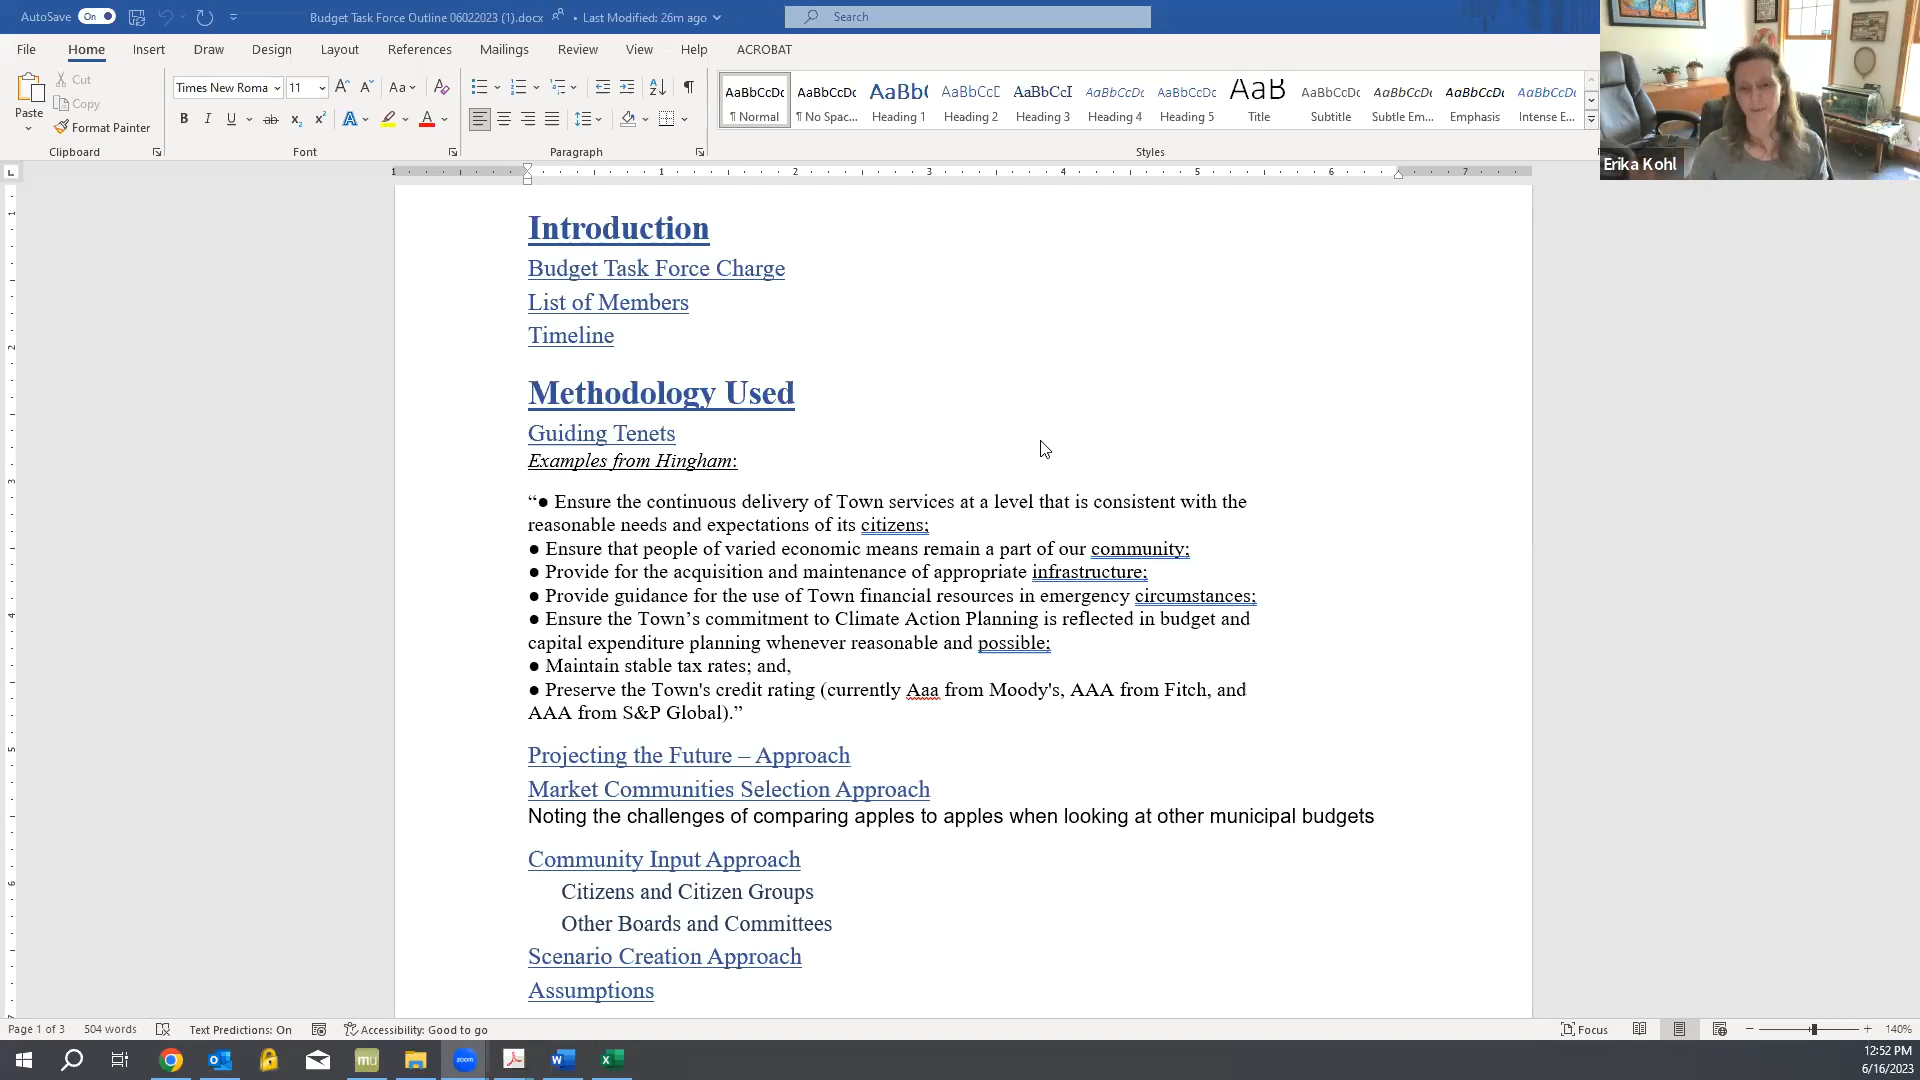 AutoSave On Budget Task Force Outline 06022023 (1).docx • Last Modified: 26m ago Search
File Home Insert Draw Design Layout References Mailings Review View Help ACROBAT
Paste Cut Copy Format Painter
Times New Roma 11
AaBbCcDc AaBbCcDc AaBb( AaBbCcD AaBbCcI AaBbCcDc AaBbCcDc AaB AaBbCcDc AaBbCcDc AaBbCcDc AaBbCcDc
¶ Normal ¶ No Spac... Heading 1 Heading 2 Heading 3 Heading 4 Heading 5 Title Subtitle Subtle Em... Emphasis Intense E...
Clipboard Font Paragraph Styles
Erika Kohl
1 1 2 3 4 5 6 7
Introduction
Budget Task Force Charge
List of Members
Timeline
Methodology Used
Guiding Tenets
Examples from Hingham:
“● Ensure the continuous delivery of Town services at a level that is consistent with the
reasonable needs and expectations of its citizens;
● Ensure that people of varied economic means remain a part of our community;
● Provide for the acquisition and maintenance of appropriate infrastructure;
● Provide guidance for the use of Town financial resources in emergency circumstances;
● Ensure the Town’s commitment to Climate Action Planning is reflected in budget and
capital expenditure planning whenever reasonable and possible;
● Maintain stable tax rates; and,
● Preserve the Town's credit rating (currently Aaa from Moody's, AAA from Fitch, and
AAA from S&P Global).”
Projecting the Future – Approach
Market Communities Selection Approach
Noting the challenges of comparing apples to apples when looking at other municipal budgets
Community Input Approach
Citizens and Citizen Groups
Other Boards and Committees
Scenario Creation Approach
Assumptions
Page 1 of 3 504 words Text Predictions: On Accessibility: Good to go Focus 140%
mu zoom
12:52 PM
6/16/2023